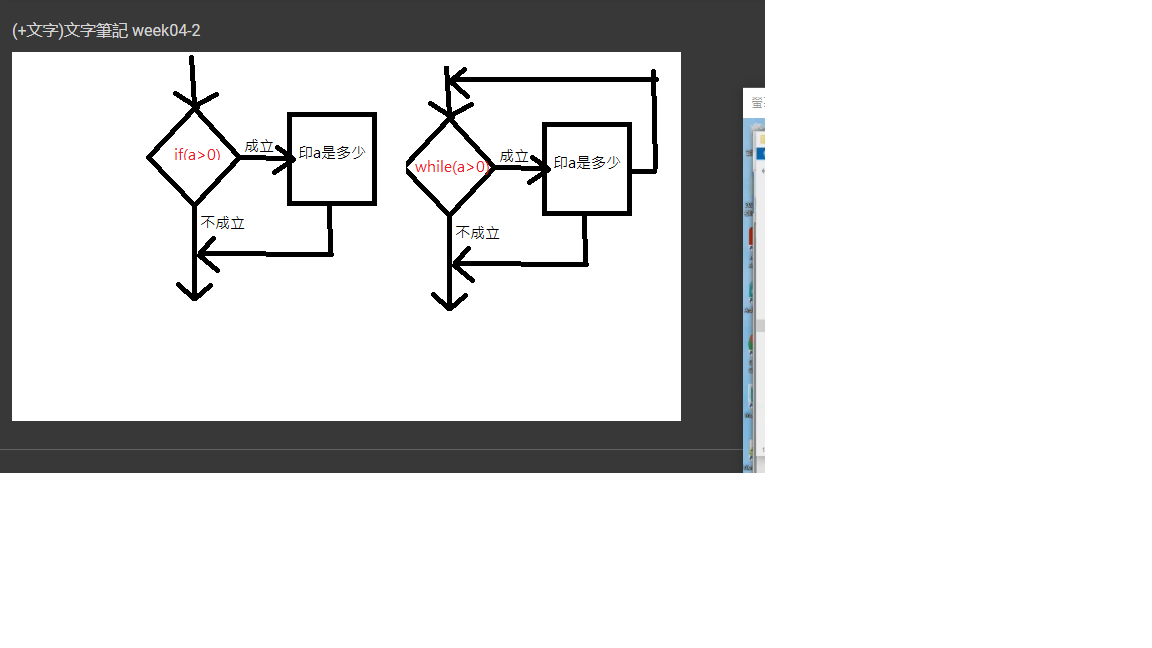 (+文字)文字筆記 week04-2
if(a>0)
成立
印a是多少
不成立
while(a>0)
成立
印a是多少
不成立